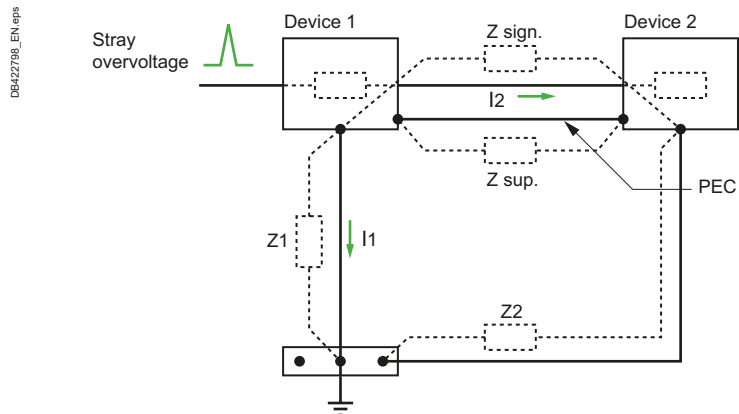 DB422798_EN.eps
Stray
overvoltage
Device 1
Z sign.
Device 2
I2
Z sup.
PEC
Z1
I1
Z2